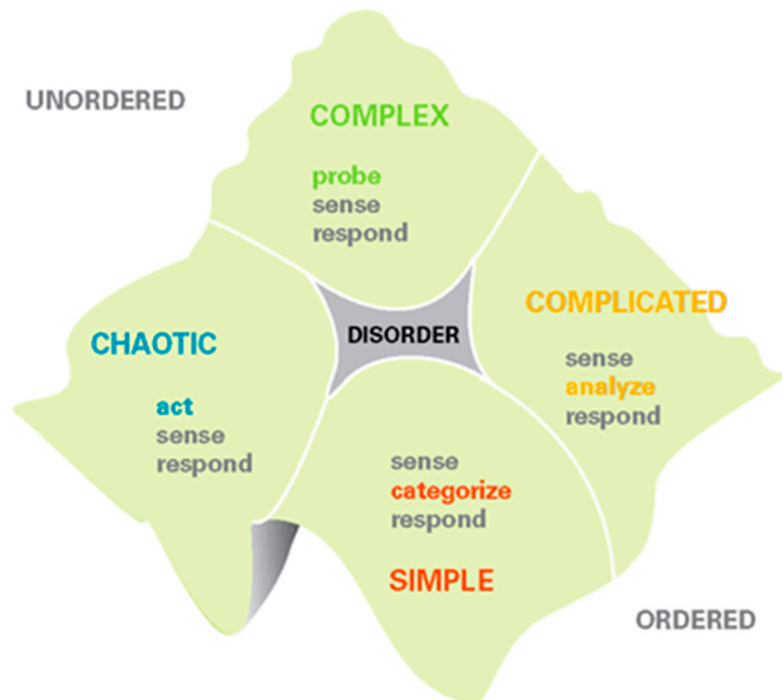 UNORDERED
COMPLEX
probe
sense
respond
DISORDER
CHAOTIC
act
sense
respond
COMPLICATED
sense
analyze
respond
sense
categorize
respond
SIMPLE
ORDERED